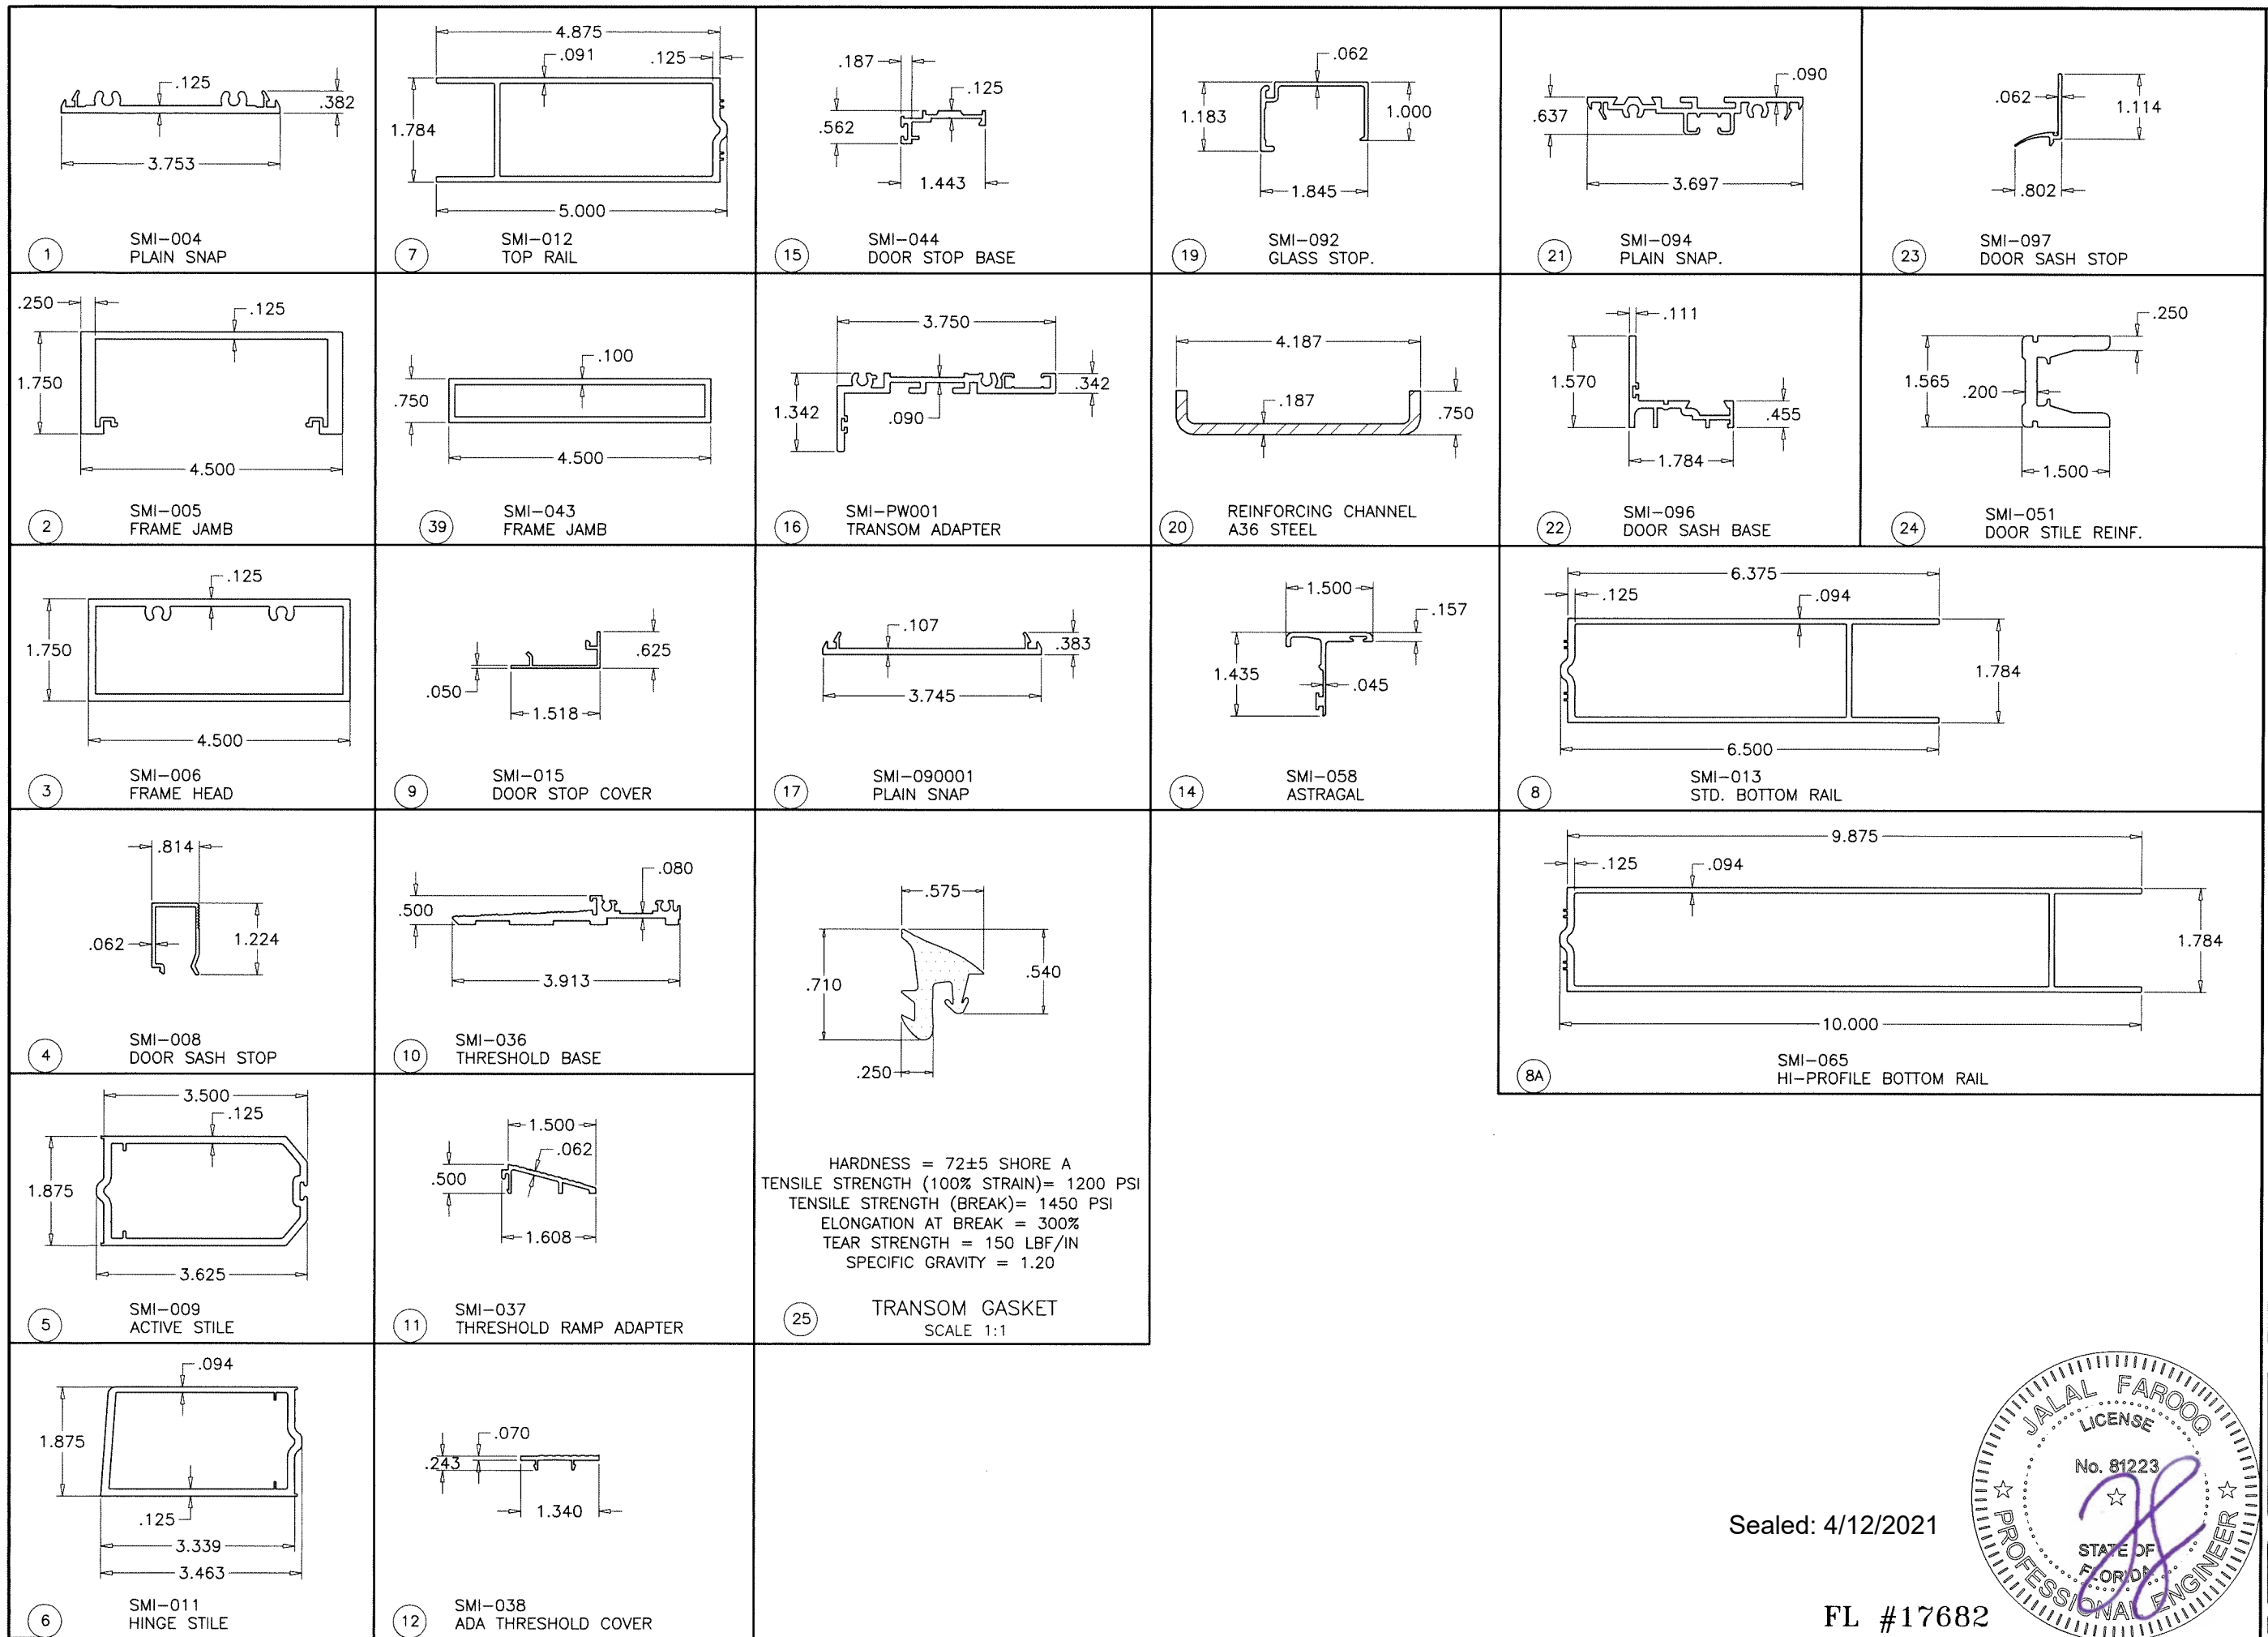 .125
.382
3.753
1
SMI-004
PLAIN SNAP
4.875
.091
.125
1.784
5.000
7
SMI-012
TOP RAIL
.187
.125
.562
1.443
15
SMI-044
DOOR STOP BASE
.062
1.183
1.000
1.845
19
SMI-092
GLASS STOP.
.090
.637
3.697
21
SMI-094
PLAIN SNAP.
.062
1.114
.802
23
SMI-097
DOOR SASH STOP
.250
.125
1.750
4.500
2
SMI-005
FRAME JAMB
.100
.750
4.500
39
SMI-043
FRAME JAMB
3.750
1.342
.342
.090
16
SMI-PW001
TRANSOM ADAPTER
4.187
.187
.750
20
REINFORCING CHANNEL
A36 STEEL
.111
1.570
.455
1.784
22
SMI-096
DOOR SASH BASE
.250
1.565
.200
1.500
24
SMI-051
DOOR STILE REINF.
.125
1.750
4.500
3
SMI-006
FRAME HEAD
.625
.050
1.518
9
SMI-015
DOOR STOP COVER
.107
.383
3.745
17
SMI-090001
PLAIN SNAP
1.500
.157
1.435
.045
14
SMI-058
ASTRAGAL
6.375
.125
.094
1.784
6.500
8
SMI-013
STD. BOTTOM RAIL
.814
.062
1.224
4
SMI-008
DOOR SASH STOP
.080
.500
3.913
10
SMI-036
THRESHOLD BASE
.575
.710
.540
.250
HARDNESS = 72±5 SHORE A
TENSILE STRENGTH (100% STRAIN)= 1200 PSI
TENSILE STRENGTH (BREAK)= 1450 PSI
ELONGATION AT BREAK = 300%
TEAR STRENGTH = 150 LBF/IN
SPECIFIC GRAVITY = 1.20
25
TRANSOM GASKET
SCALE 1:1
9.875
.125
.094
1.784
10.000
8A
SMI-065
HI-PROFILE BOTTOM RAIL
3.500
.125
1.875
3.625
5
SMI-009
ACTIVE STILE
1.500
.062
.500
1.608
11
SMI-037
THRESHOLD RAMP ADAPTER
.094
1.875
.125
3.339
3.463
6
SMI-011
HINGE STILE
.070
.243
1.340
12
SMI-038
ADA THRESHOLD COVER
Sealed: 4/12/2021
JALAL FAROOQ
LICENSE
No. 81223
STATE OF
FLORIDA
PROFESSIONAL ENGINEER
FL #17682